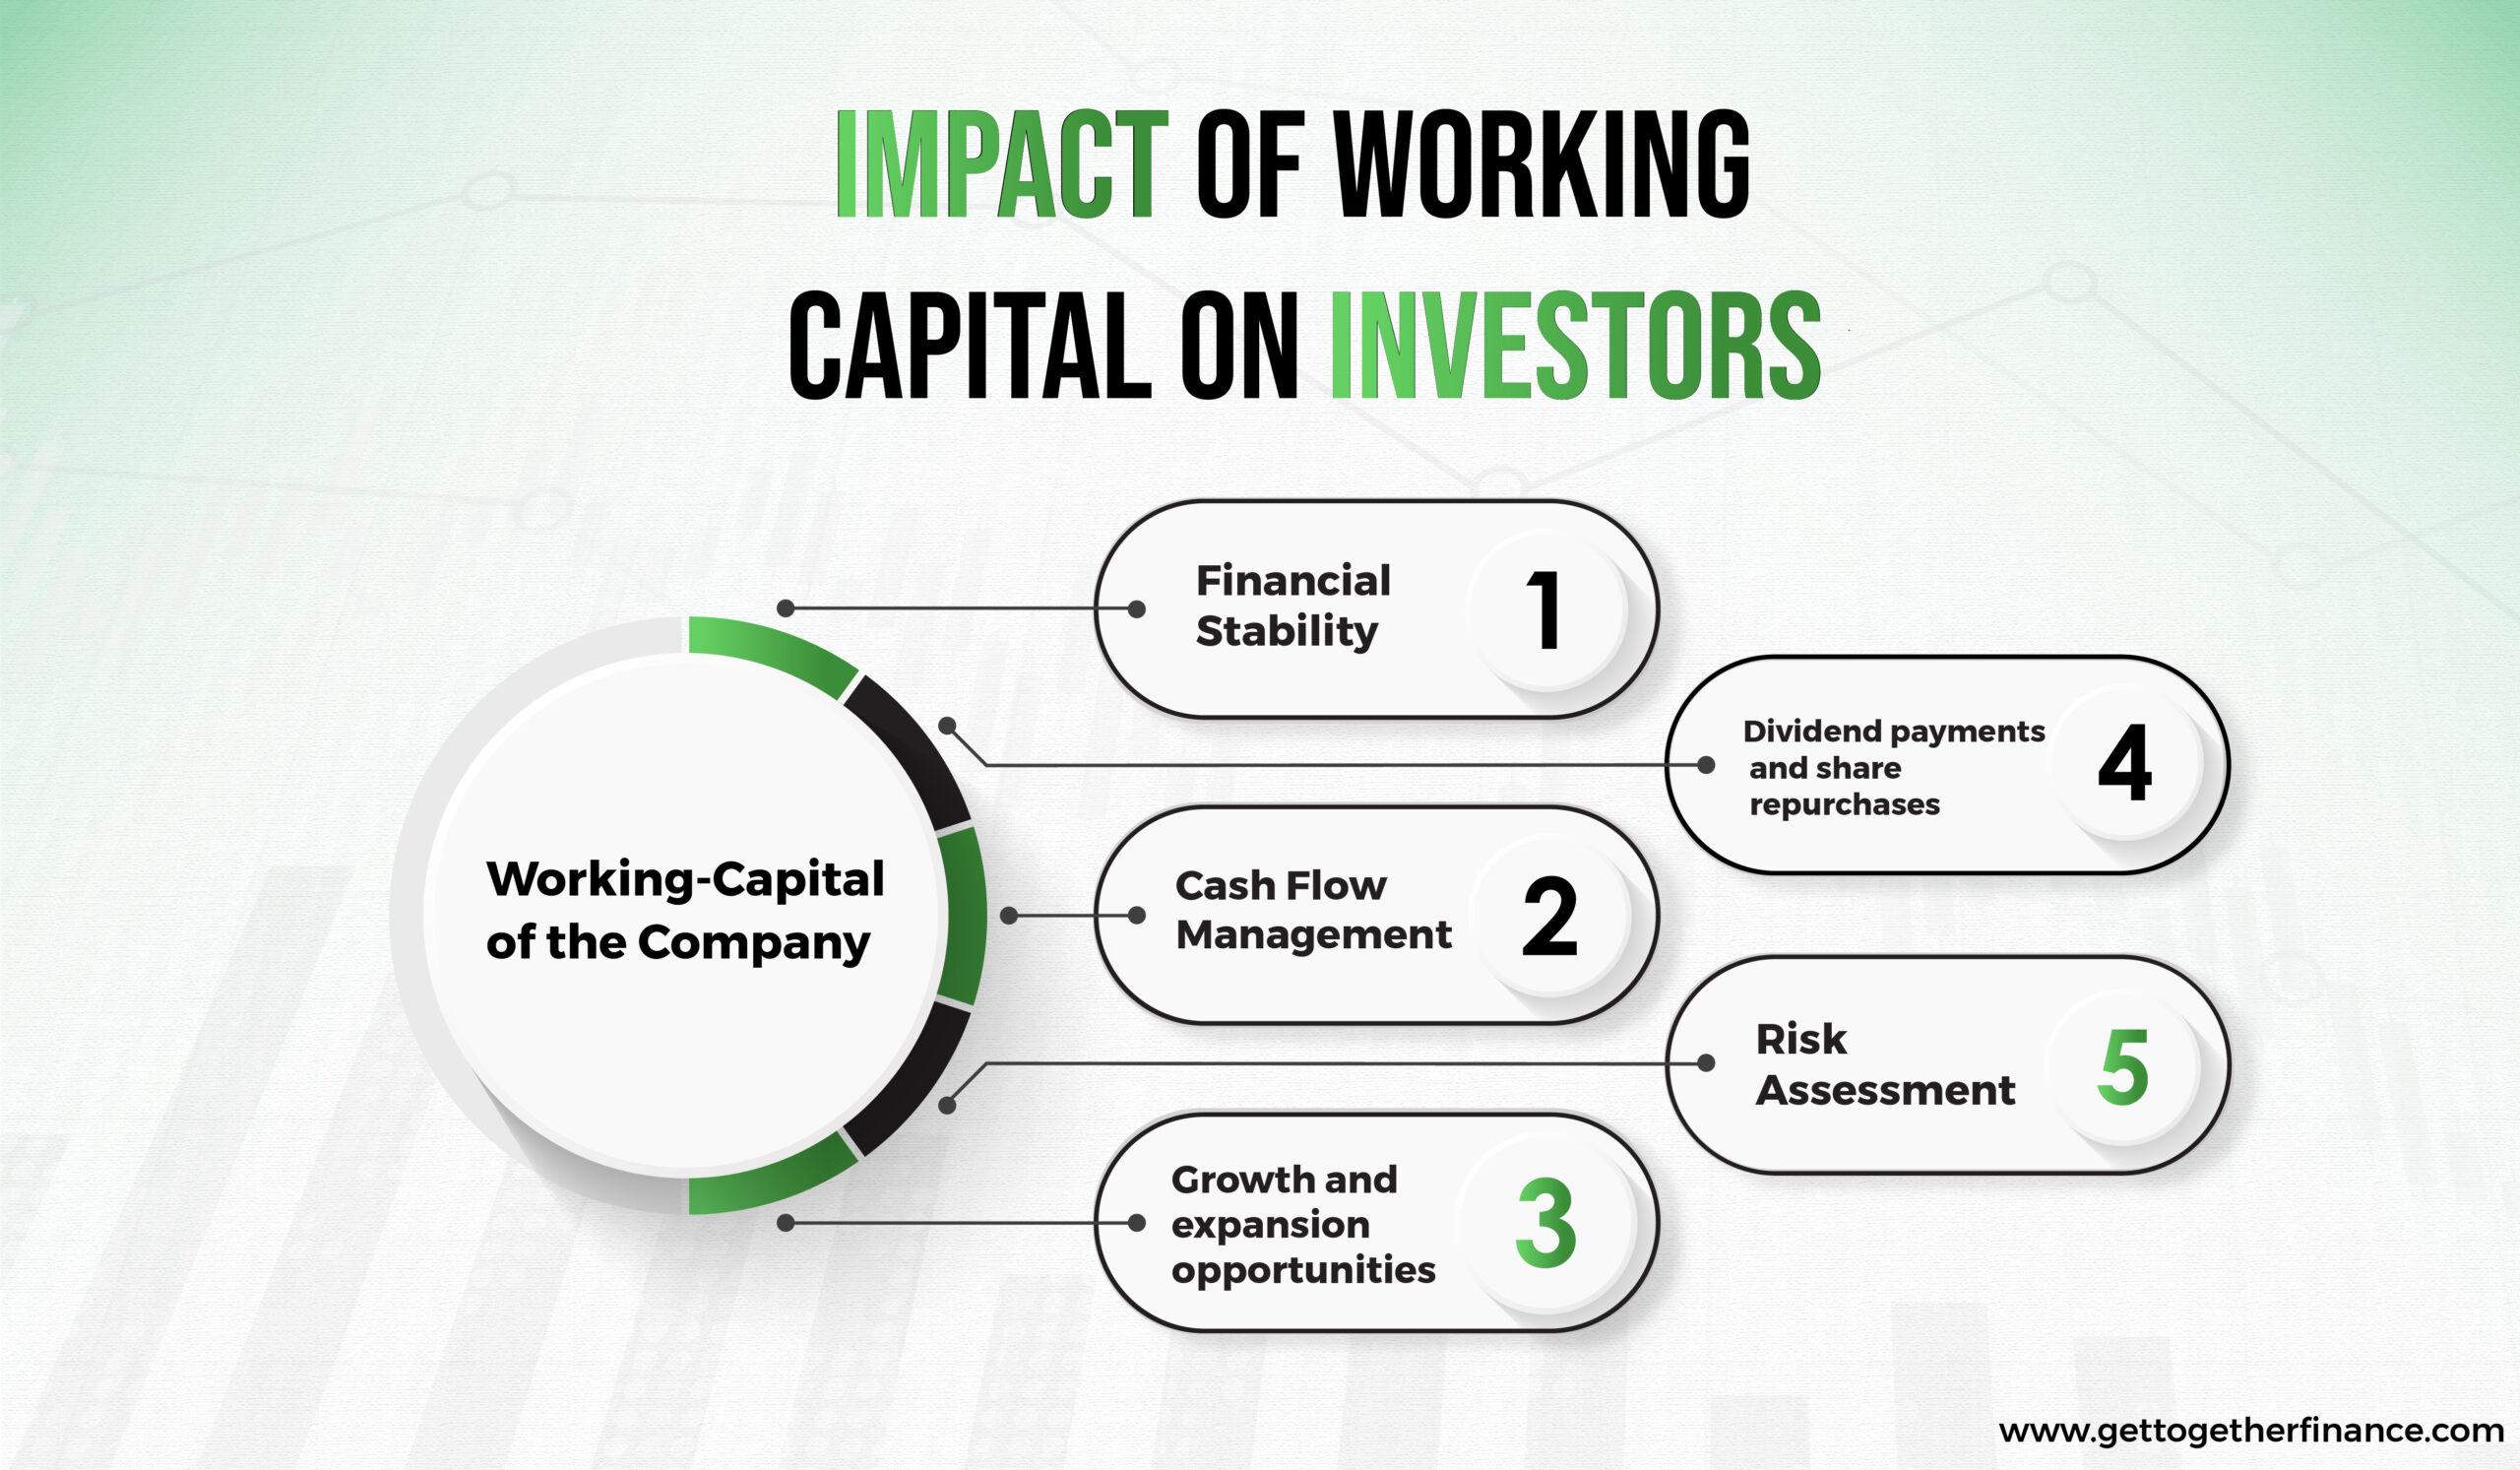 IMPACT OF WORKING
CAPITAL ON INVESTORS
Working-Capital
of the Company
Financial
Stability
1
Cash Flow
Management
2
Growth and
expansion
opportunities
3
Dividend payments
and share
repurchases
4
Risk
Assessment
5
www.gettogetherfinance.com